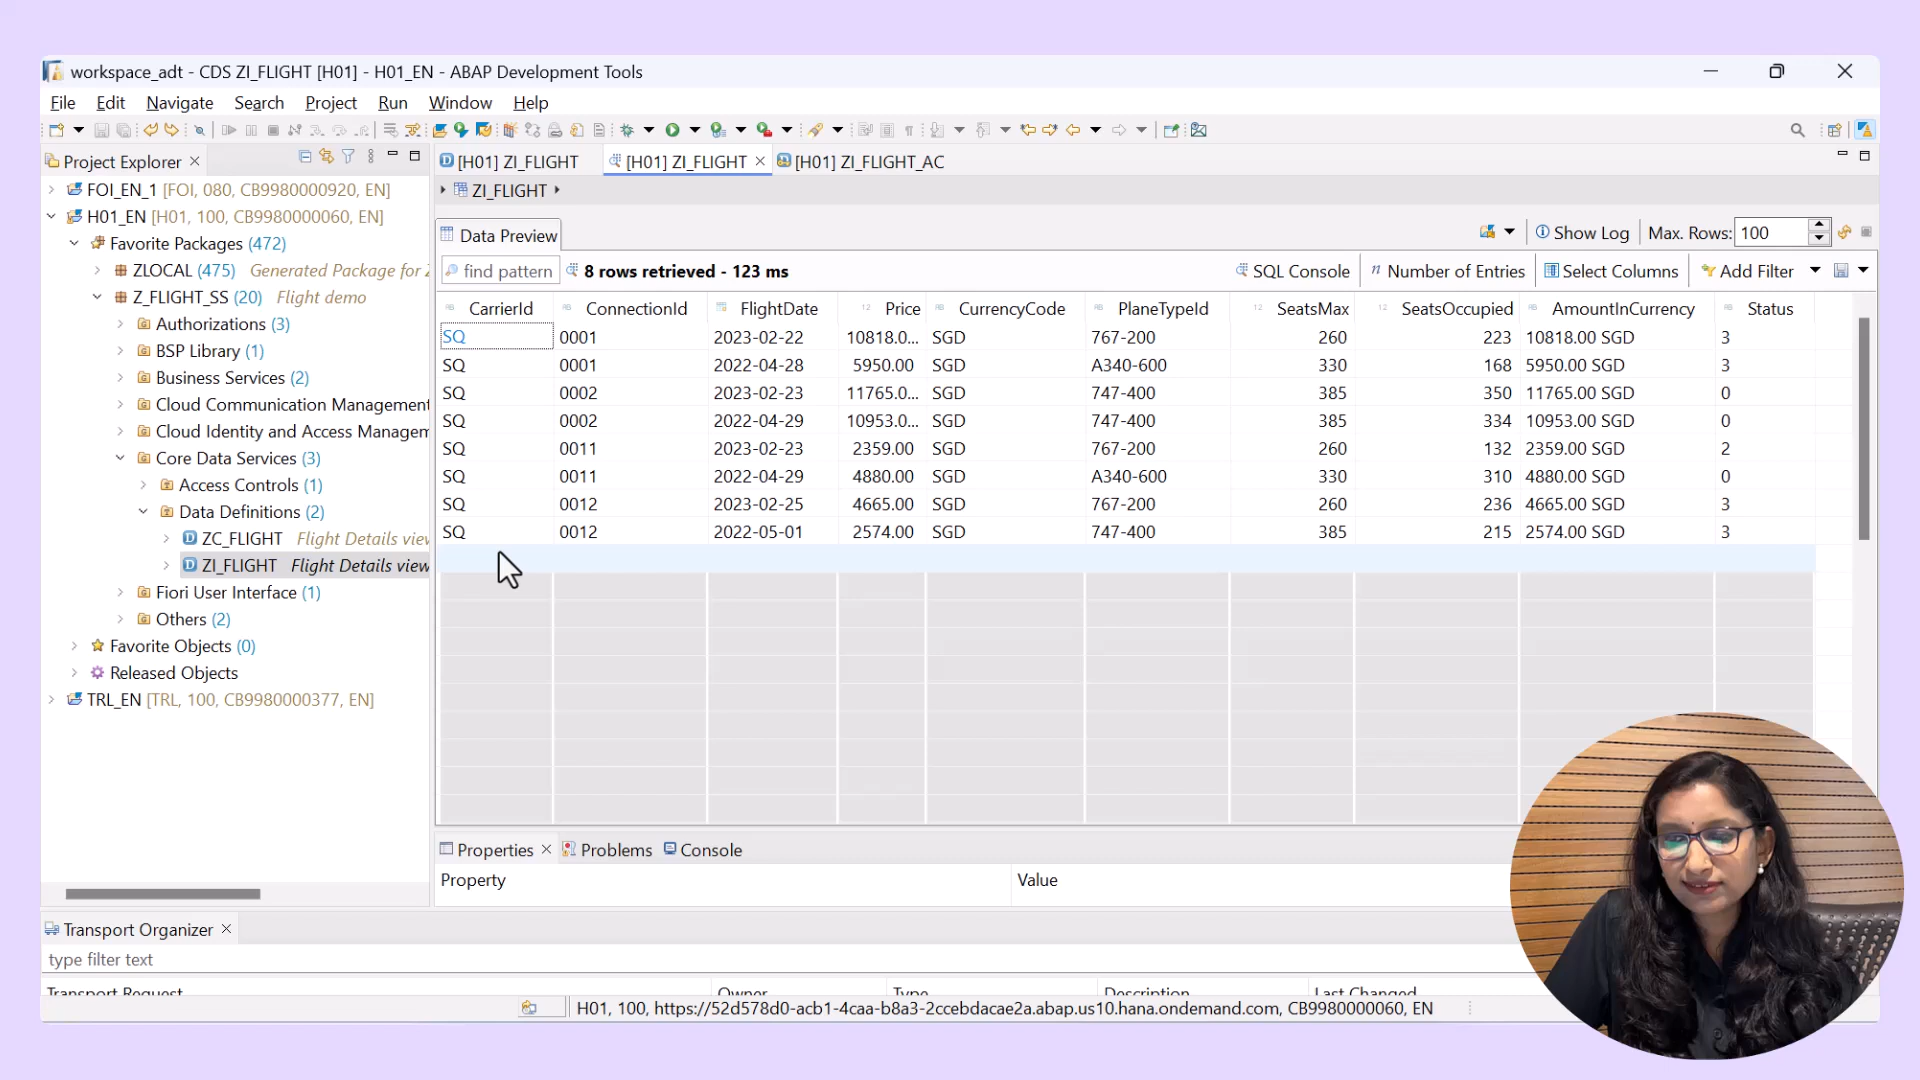 workspace_adt - CDS ZI_FLIGHT [H01] - H01_EN - ABAP Development Tools
File Edit Navigate Search Project Run Window Help
Project Explorer
[H01] ZI_FLIGHT [H01] ZI_FLIGHT [H01] ZI_FLIGHT_AC
FOI_EN_1 [FOI, 080, CB9980000920, EN]
H01_EN [H01, 100, CB9980000060, EN]
Favorite Packages (472)
ZLOCAL (475) Generated Package for Z
Z_FLIGHT_SS (20) Flight demo
Authorizations (3)
BSP Library (1)
Business Services (2)
Cloud Communication Management
Cloud Identity and Access Managem
Core Data Services (3)
Access Controls (1)
Data Definitions (2)
ZC_FLIGHT Flight Details view
ZI_FLIGHT Flight Details view
Fiori User Interface (1)
Others (2)
Favorite Objects (0)
Released Objects
TRL_EN [TRL, 100, CB9980000377, EN]
ZI_FLIGHT
Data Preview
Show Log Max. Rows: 100
find pattern 8 rows retrieved - 123 ms SQL Console Number of Entries Select Columns Add Filter
CarrierId ConnectionId FlightDate Price CurrencyCode PlaneTypeId SeatsMax SeatsOccupied AmountInCurrency Status
SQ 0001 2023-02-22 10818.0... SGD 767-200 260 223 10818.00 SGD 3
SQ 0001 2022-04-28 5950.00 SGD A340-600 330 168 5950.00 SGD 3
SQ 0002 2023-02-23 11765.0... SGD 747-400 385 350 11765.00 SGD 0
SQ 0002 2022-04-29 10953.0... SGD 747-400 385 334 10953.00 SGD 0
SQ 0011 2023-02-23 2359.00 SGD 767-200 260 132 2359.00 SGD 2
SQ 0011 2022-04-29 4880.00 SGD A340-600 330 310 4880.00 SGD 0
SQ 0012 2023-02-25 4665.00 SGD 767-200 260 236 4665.00 SGD 3
SQ 0012 2022-05-01 2574.00 SGD 747-400 385 215 2574.00 SGD 3
Properties Problems Console
Property Value
Transport Organizer
type filter text
Transport Request Owner Type Description Last Changed
H01, 100, https://52d578d0-acb1-4caa-b8a3-2ccebdacae2a.abap.us10.hana.ondemand.com, CB9980000060, EN